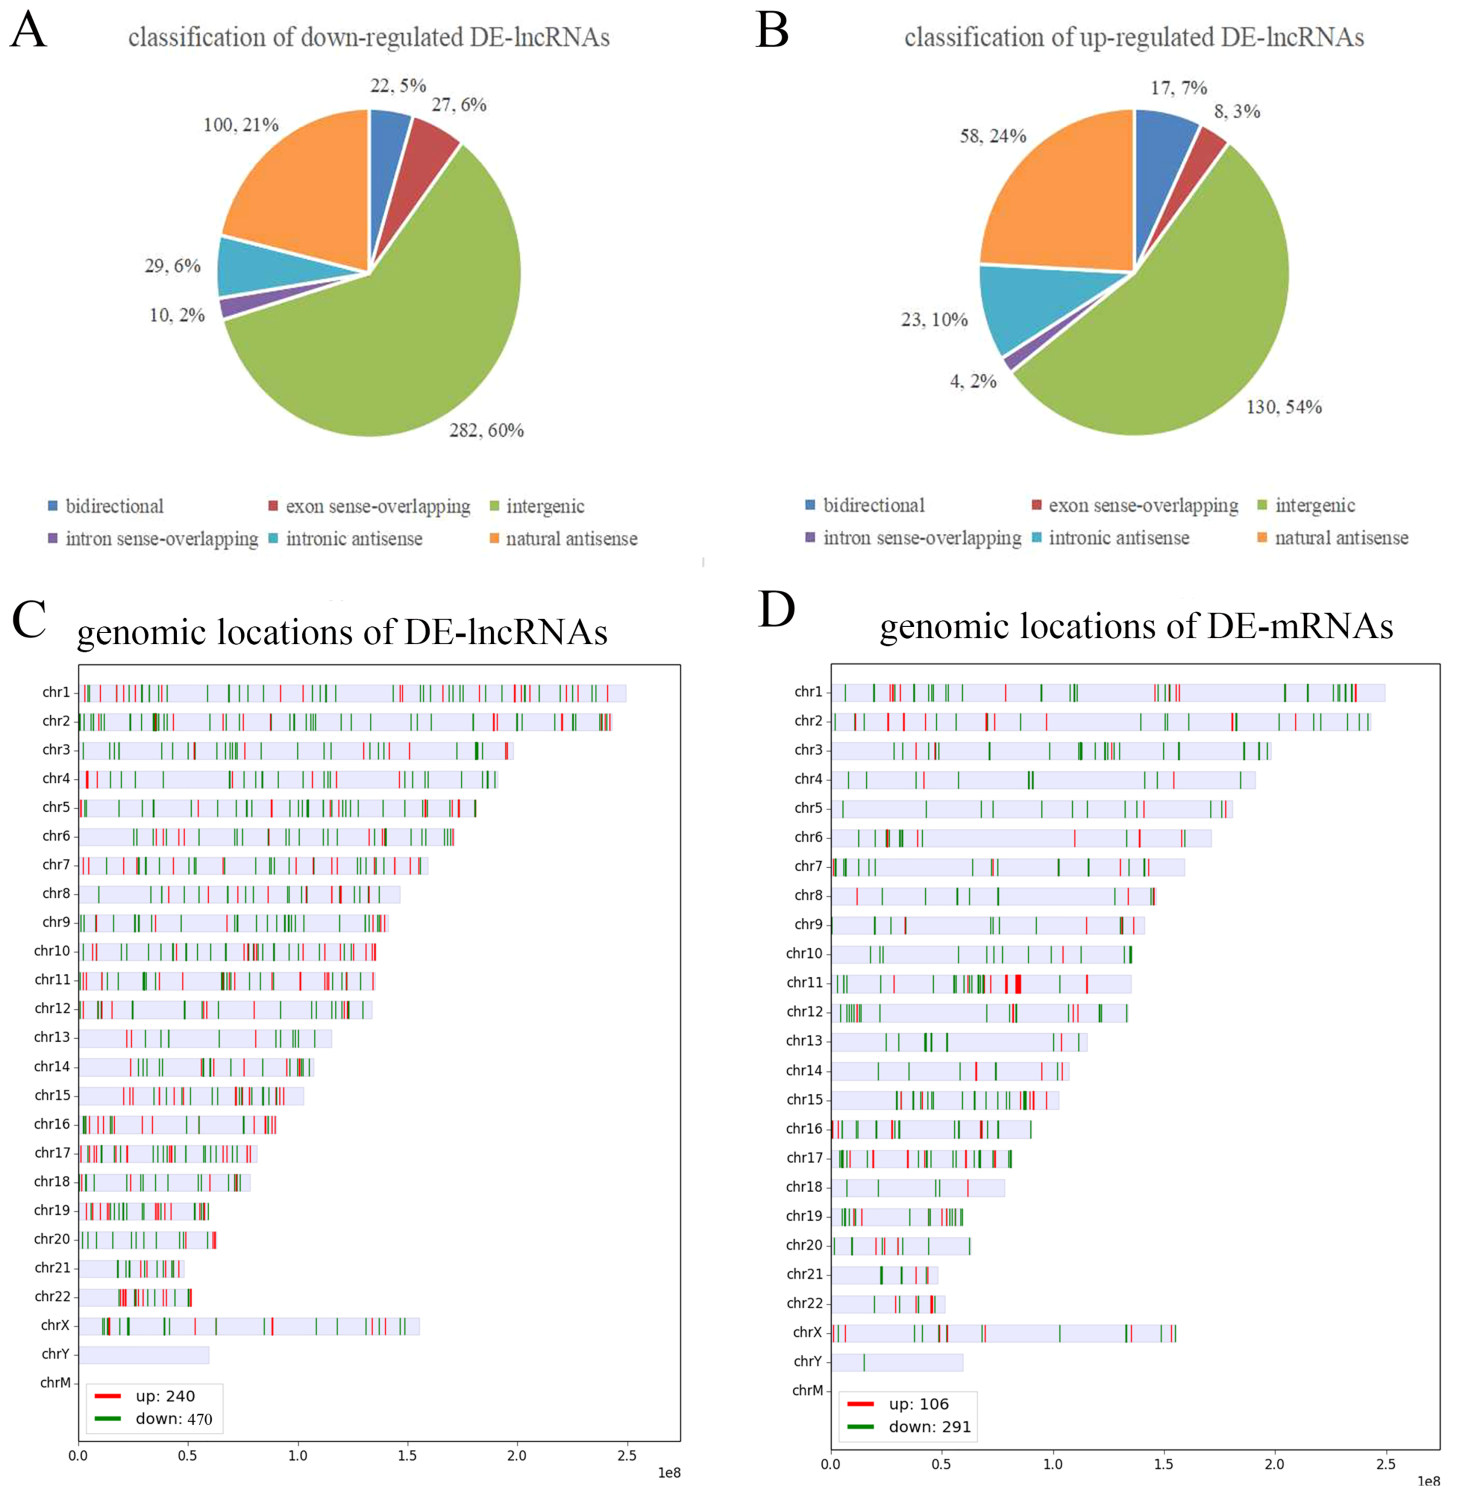 A
classification of down-regulated DE-lncRNAs
22, 5%
27, 6%
100, 21%
29, 6%
10, 2%
282, 60%
bidirectional
exon sense-overlapping
intergenic
intron sense-overlapping
intronic antisense
natural antisense
B
classification of up-regulated DE-lncRNAs
17, 7%
8, 3%
58, 24%
23, 10%
4, 2%
130, 54%
bidirectional
exon sense-overlapping
intergenic
intron sense-overlapping
intronic antisense
natural antisense
C
genomic locations of DE-lncRNAs
chr1
chr2
chr3
chr4
chr5
chr6
chr7
chr8
chr9
chr10
chr11
chr12
chr13
chr14
chr15
chr16
chr17
chr18
chr19
chr20
chr21
chr22
chrX
chrY
chrM
up: 240
down: 470
0.0 0.5 1.0 1.5 2.0 2.5
1e8
D
genomic locations of DE-mRNAs
chr1
chr2
chr3
chr4
chr5
chr6
chr7
chr8
chr9
chr10
chr11
chr12
chr13
chr14
chr15
chr16
chr17
chr18
chr19
chr20
chr21
chr22
chrX
chrY
chrM
up: 106
down: 291
0.0 0.5 1.0 1.5 2.0 2.5
1e8